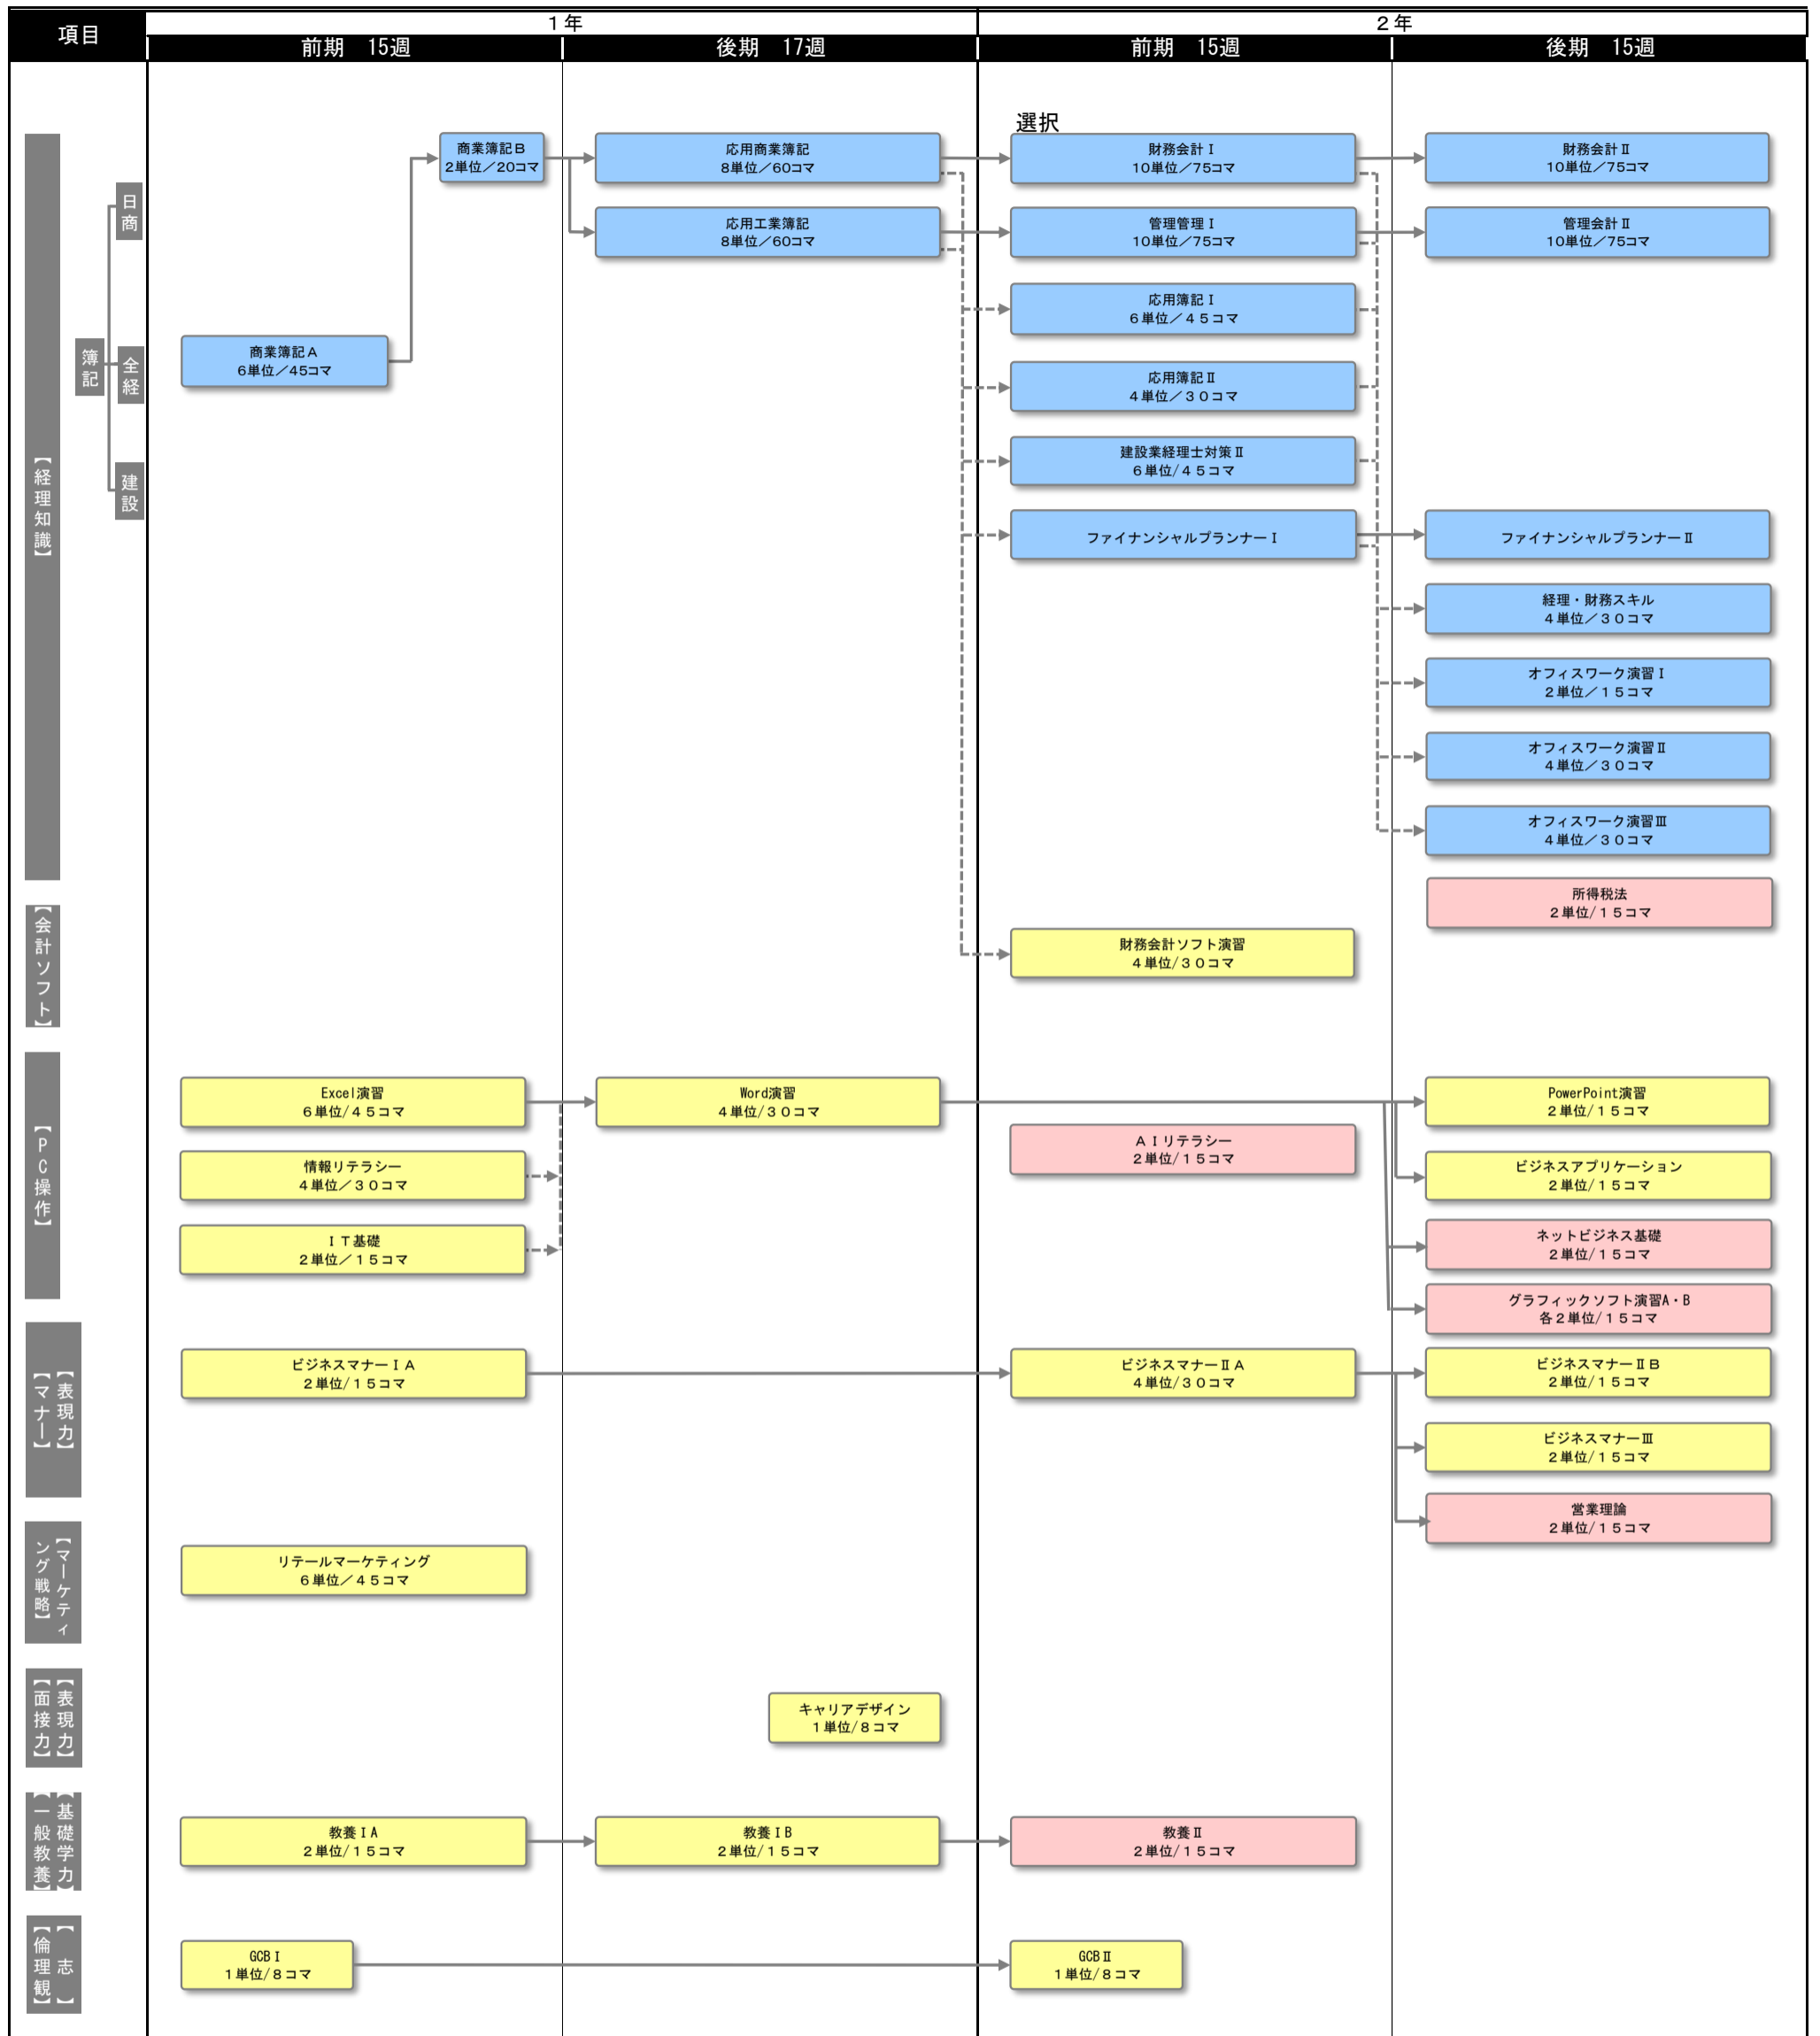 項目
1年
2年
前期　15週
後期　17週
前期　15週
後期　15週
選択
【経理知識】
簿記
日商
全経
建設
商業簿記A
6単位／45コマ
商業簿記B
2単位／20コマ
応用商業簿記
8単位／60コマ
応用工業簿記
8単位／60コマ
財務会計Ⅰ
10単位／75コマ
管理管理Ⅰ
10単位／75コマ
応用簿記Ⅰ
6単位／45コマ
応用簿記Ⅱ
4単位／30コマ
建設業経理士対策Ⅱ
6単位/45コマ
ファイナンシャルプランナーⅠ
財務会計Ⅱ
10単位／75コマ
管理会計Ⅱ
10単位／75コマ
ファイナンシャルプランナーⅡ
経理・財務スキル
4単位／30コマ
オフィスワーク演習Ⅰ
2単位／15コマ
オフィスワーク演習Ⅱ
4単位／30コマ
オフィスワーク演習Ⅲ
4単位／30コマ
所得税法
2単位/15コマ
【会計ソフト】
財務会計ソフト演習
4単位/30コマ
【PC操作】
Excel演習
6単位/45コマ
情報リテラシー
4単位／30コマ
IT基礎
2単位／15コマ
Word演習
4単位/30コマ
AIリテラシー
2単位/15コマ
PowerPoint演習
2単位/15コマ
ビジネスアプリケーション
2単位/15コマ
ネットビジネス基礎
2単位/15コマ
グラフィックソフト演習A・B
各2単位/15コマ
【表現力】
【マナー】
ビジネスマナーⅠA
2単位/15コマ
ビジネスマナーⅡA
4単位/30コマ
ビジネスマナーⅡB
2単位/15コマ
ビジネスマナーⅢ
2単位/15コマ
営業理論
2単位/15コマ
【マーケティ
ング戦略】
リテールマーケティング
6単位／45コマ
【表現力】
【面接力】
キャリアデザイン
1単位/8コマ
【基礎学力】
【一般教養】
教養ⅠA
2単位/15コマ
教養ⅠB
2単位/15コマ
教養Ⅱ
2単位/15コマ
【　志　】
【倫理観】
GCBⅠ
1単位/8コマ
GCBⅡ
1単位/8コマ